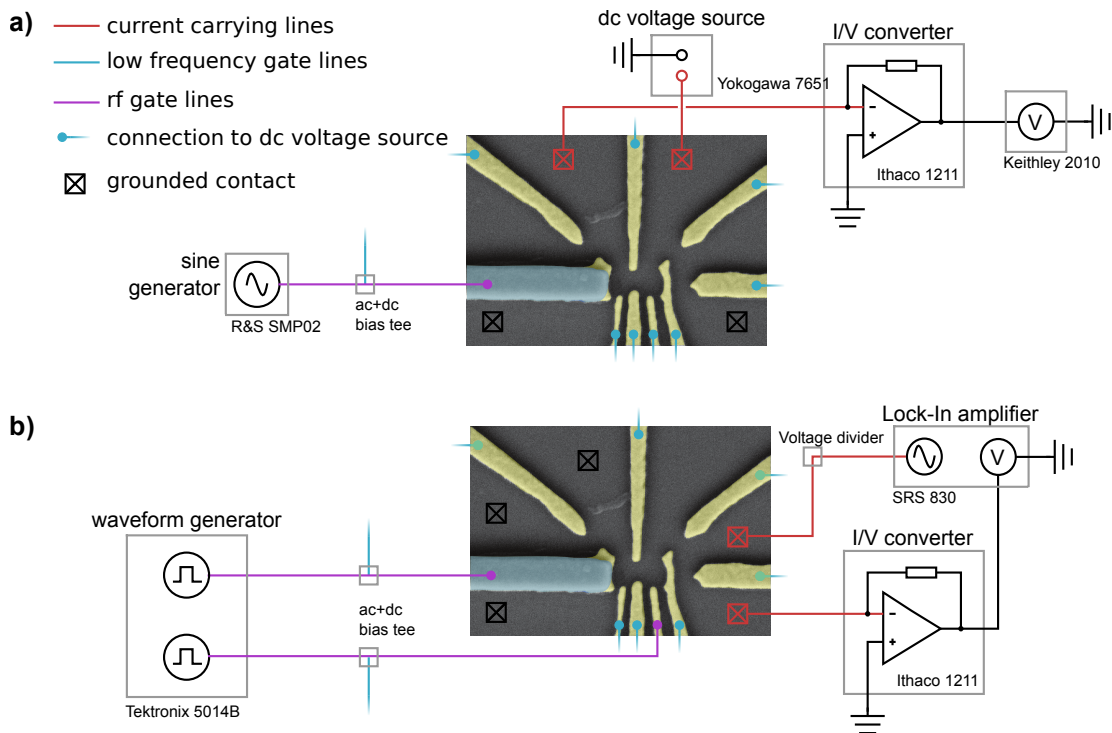 a)
current carrying lines
low frequency gate lines
rf gate lines
connection to dc voltage source
grounded contact
dc voltage source
Yokogawa 7651
I/V converter
Ithaco 1211
V
Keithley 2010
sine
generator
R&S SMP02
ac+dc
bias tee
b)
waveform generator
Tektronix 5014B
ac+dc
bias tee
Voltage divider
Lock-In amplifier
V
SRS 830
I/V converter
Ithaco 1211